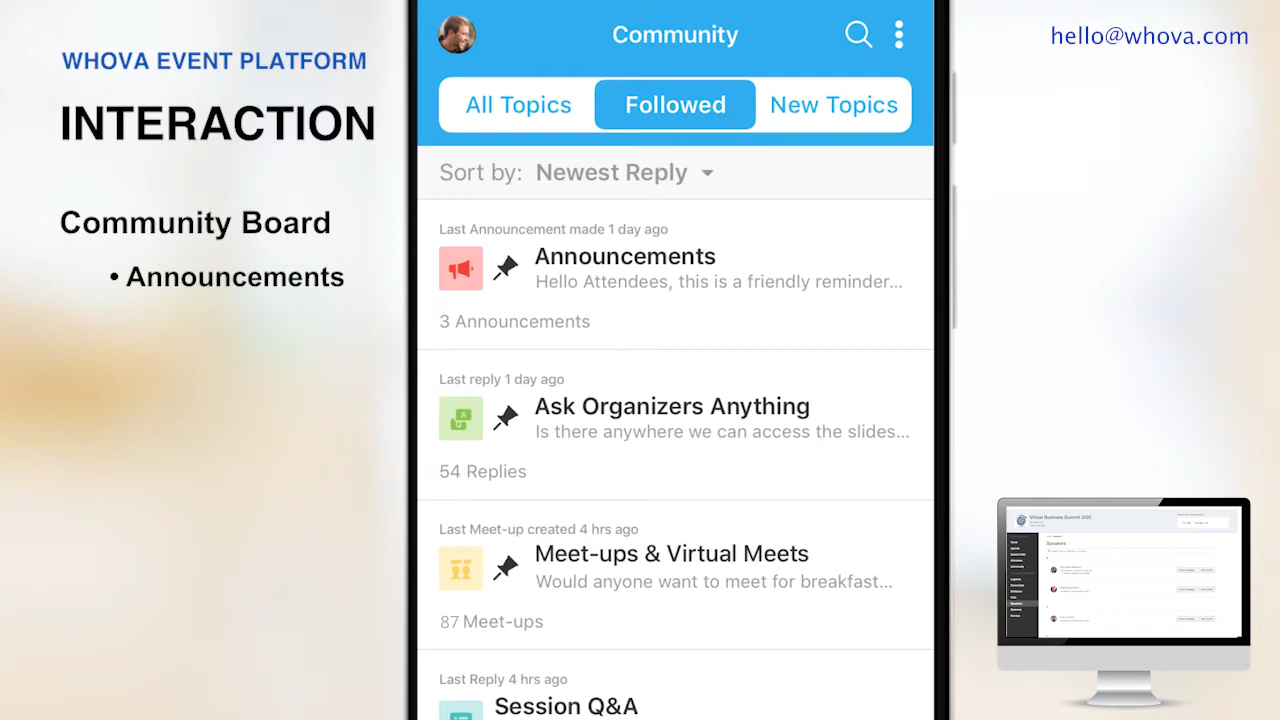 WHOVA EVENT PLATFORM
INTERACTION
Community Board
• Announcements
Community
All Topics
Followed
New Topics
Sort by: Newest Reply
Last Announcement made 1 day ago
Announcements
Hello Attendees, this is a friendly reminder...
3 Announcements
Last reply 1 day ago
Ask Organizers Anything
Is there anywhere we can access the slides...
54 Replies
Last Meet-up created 4 hrs ago
Meet-ups & Virtual Meets
Would anyone want to meet for breakfast...
87 Meet-ups
Last Reply 4 hrs ago
Session Q&A
hello@whova.com
Virtual Business Summit 2020
Speakers